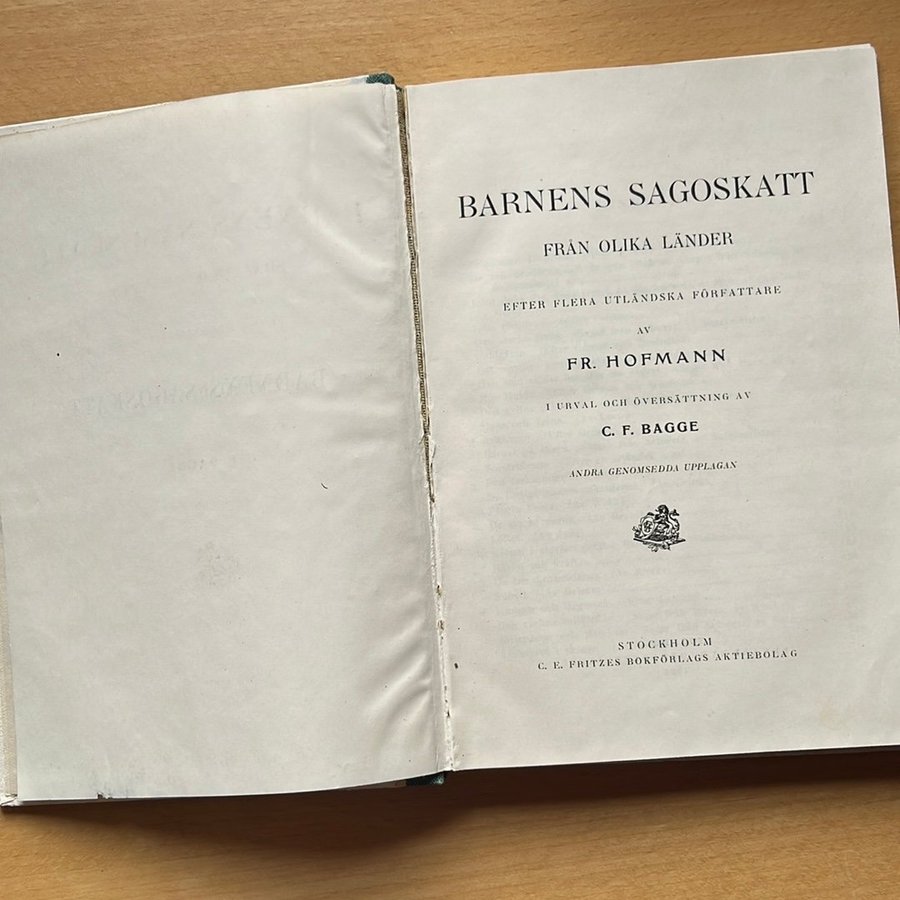 BARNENS SAGOSKATT
FRÅN OLIKA LÄNDER
EFTER FLERA UTLÄNDSKA FÖRFATTARE
AV
FR. HOFMANN
I URVAL OCH ÖVERSÄTTNING AV
C. F. BAGGE
ANDRA GENOMSEDDA UPPLAGAN
STOCKHOLM
C. E. FRITZES BOKFÖRLAGS AKTIEBOLAG